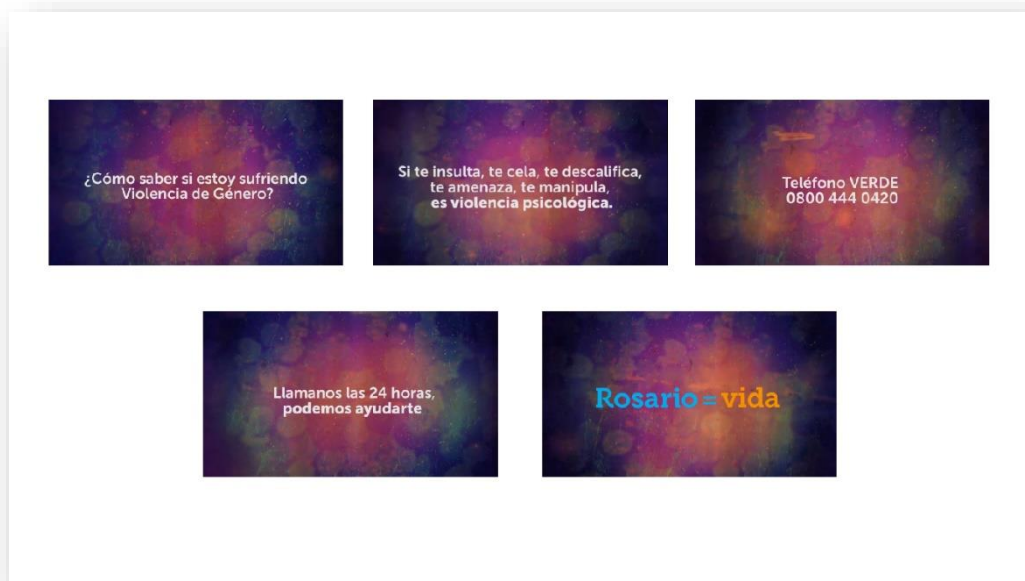 ¿Cómo saber si estoy sufriendo
Violencia de Género?
Si te insulta, te cela, te descalifica,
te amenaza, te manipula,
es violencia psicológica.
Teléfono VERDE
0800 444 0420
Llamanos las 24 horas,
podemos ayudarte
Rosario = vida